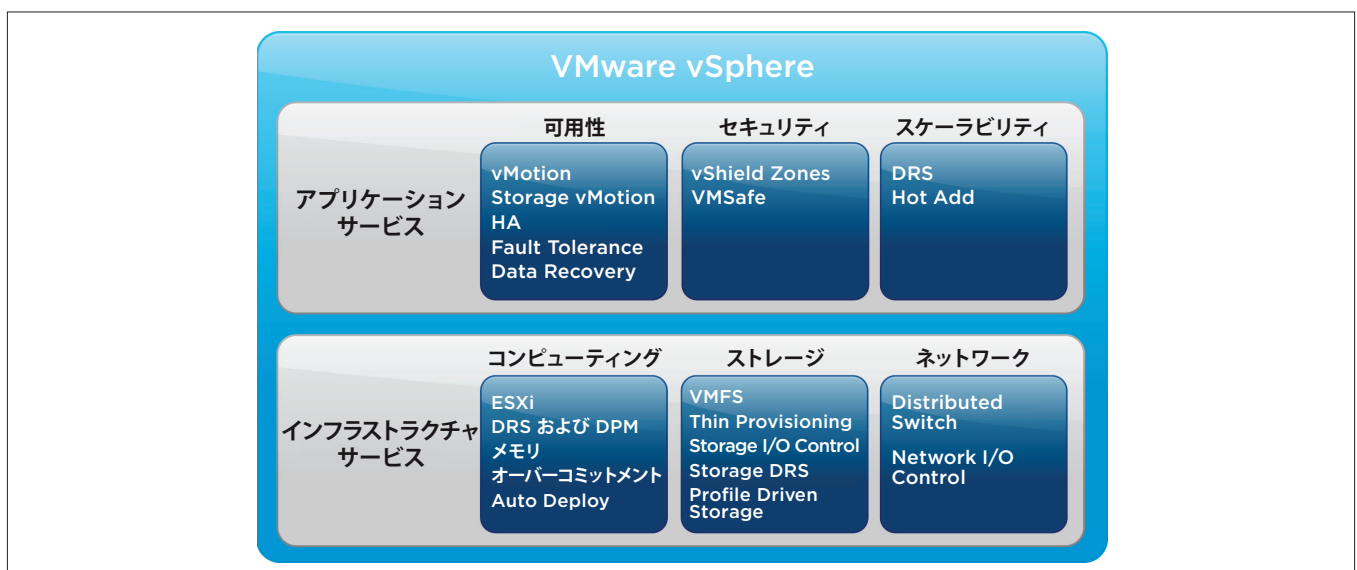 VMware vSphere
アプリケーション
サービス
可用性
vMotion
Storage vMotion
HA
Fault Tolerance
Data Recovery
セキュリティ
vShield Zones
VMSafe
スケーラビリティ
DRS
Hot Add
インフラストラクチャ
サービス
コンピューティング
ESXi
DRS および DPM
メモリ
オーバーコミットメント
Auto Deploy
ストレージ
VMFS
Thin Provisioning
Storage I/O Control
Storage DRS
Profile Driven
Storage
ネットワーク
Distributed
Switch
Network I/O
Control